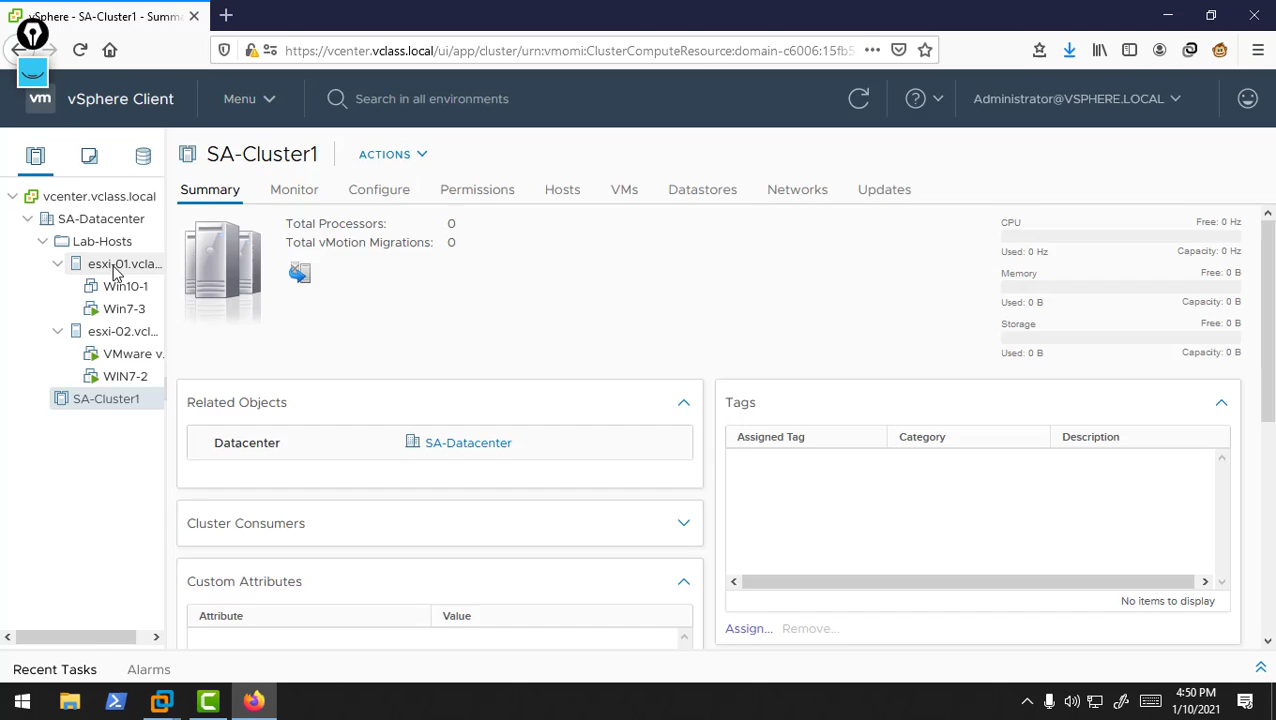 vSphere - SA-Cluster1 - Summa
https://vcenter.vclass.local/ui/app/cluster/urn:vmomi:ClusterComputeResource:domain-c6006:15fb5
vm vSphere Client
Menu
Search in all environments
Administrator@VSPHERE.LOCAL
SA-Cluster1
ACTIONS
Summary Monitor Configure Permissions Hosts VMs Datastores Networks Updates
vcenter.vclass.local
SA-Datacenter
Lab-Hosts
esxi-01.vcla...
Win10-1
Win7-3
esxi-02.vcl...
VMware v.
WIN7-2
SA-Cluster1
Total Processors: 0
Total vMotion Migrations: 0
CPU Free: 0 Hz
Used: 0 Hz Capacity: 0 Hz
Memory Free: 0 B
Used: 0 B Capacity: 0 B
Storage Free: 0 B
Used: 0 B Capacity: 0 B
Related Objects
Datacenter SA-Datacenter
Cluster Consumers
Custom Attributes
Attribute Value
Tags
Assigned Tag Category Description
No items to display
Assign... Remove...
Recent Tasks Alarms
4:50 PM
1/10/2021